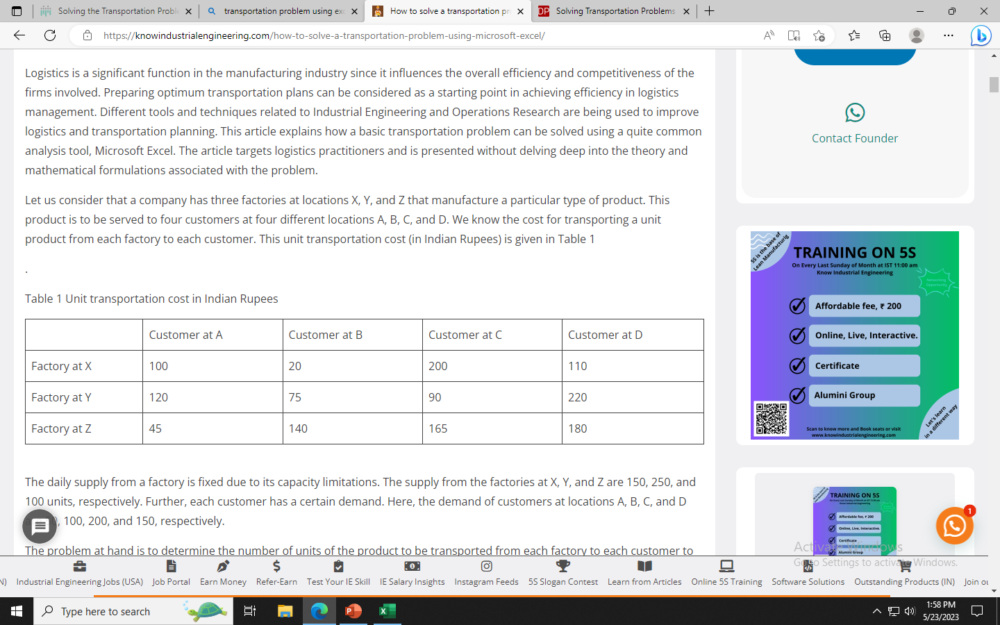 Solving the Transportation Proble
transportation problem using exc
How to solve a transportation pr
DP Solving Transportation Problems
https://knowindustrialengineering.com/how-to-solve-a-transportation-problem-using-microsoft-excel/
Logistics is a significant function in the manufacturing industry since it influences the overall efficiency and competitiveness of the
firms involved. Preparing optimum transportation plans can be considered as a starting point in achieving efficiency in logistics
management. Different tools and techniques related to Industrial Engineering and Operations Research are being used to improve
logistics and transportation planning. This article explains how a basic transportation problem can be solved using a quite common
analysis tool, Microsoft Excel. The article targets logistics practitioners and is presented without delving deep into the theory and
mathematical formulations associated with the problem.
Let us consider that a company has three factories at locations X, Y, and Z that manufacture a particular type of product. This
product is to be served to four customers at four different locations A, B, C, and D. We know the cost for transporting a unit
product from each factory to each customer. This unit transportation cost (in Indian Rupees) is given in Table 1
.
Table 1 Unit transportation cost in Indian Rupees
Customer at A Customer at B Customer at C Customer at D
Factory at X 100 20 200 110
Factory at Y 120 75 90 220
Factory at Z 45 140 165 180
The daily supply from a factory is fixed due to its capacity limitations. The supply from the factories at X, Y, and Z are 150, 250, and
100 units, respectively. Further, each customer has a certain demand. Here, the demand of customers at locations A, B, C, and D
, 100, 200, and 150, respectively.
The problem at hand is to determine the number of units of the product to be transported from each factory to each customer to
Contact Founder
5S is the base of
Lean Manufacturig
TRAINING ON 5S
On Every Last Sunday of Month at IST 11:00 am
Know Industrial Engineering
Networking
Opportunity
Affordable fee, ₹ 200
Online, Live, Interactive.
Certificate
Alumini Group
Let's learn
in a different way
Scan to know more and Book seats or visit
www.knowindustrialengineering.com
TRAINING ON 5S
Affordable fee, ₹ 200
Online, Live, Interactive.
Certificate
Alumini Group
1
Activate Windows
Go to Settings to activate Windows.
N) Industrial Engineering Jobs (USA) Job Portal Earn Money Refer-Earn Test Your IE Skill IE Salary Insights Instagram Feeds 5S Slogan Contest Learn from Articles Online 5S Training Software Solutions Outstanding Products (IN) Join ou
Type here to search
1:58 PM
5/23/2023